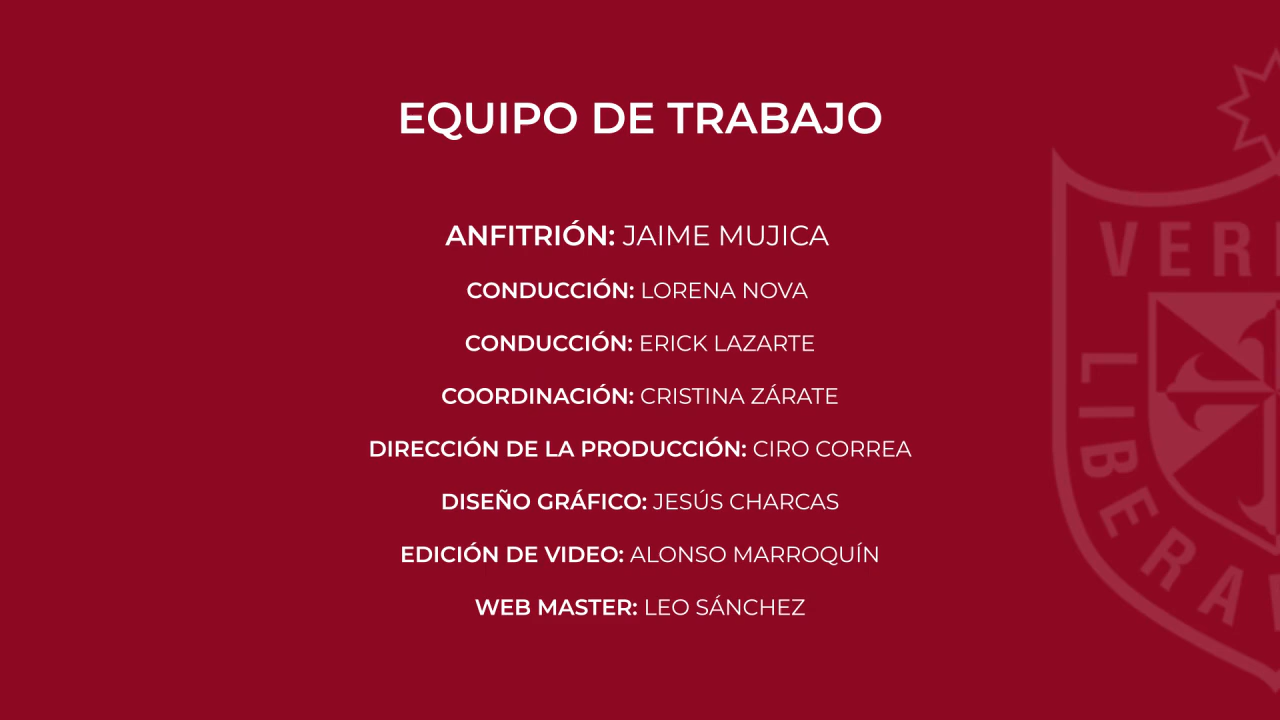 EQUIPO DE TRABAJO
ANFITRIÓN: JAIME MUJICA
CONDUCCIÓN: LORENA NOVA
CONDUCCIÓN: ERICK LAZARTE
COORDINACIÓN: CRISTINA ZÁRATE
DIRECCIÓN DE LA PRODUCCIÓN: CIRO CORREA
DISEÑO GRÁFICO: JESÚS CHARCAS
EDICIÓN DE VIDEO: ALONSO MARROQUÍN
WEB MASTER: LEO SÁNCHEZ